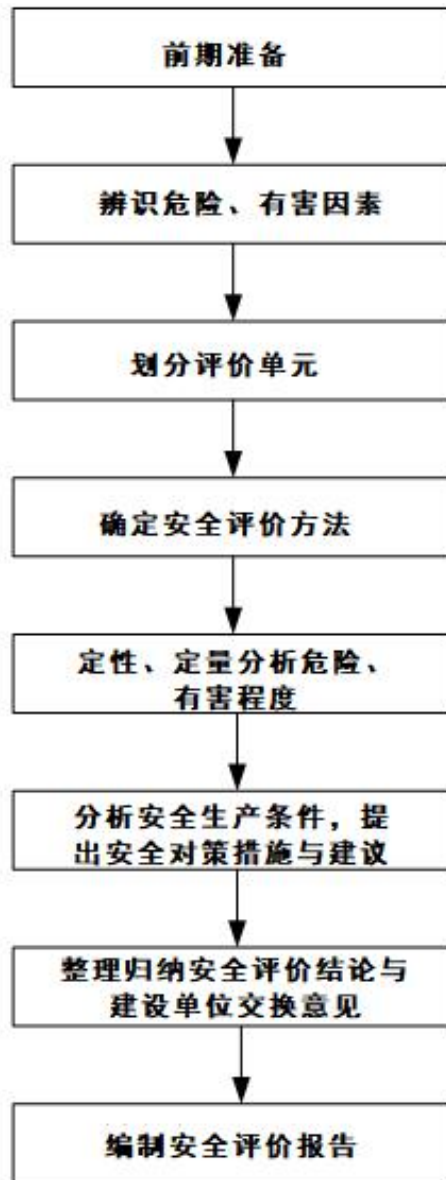 前期准备
辨识危险、有害因素
划分评价单元
确定安全评价方法
定性、定量分析危险、
有害程度
分析安全生产条件，提
出安全对策措施与建议
整理归纳安全评价结论与
建设单位交换意见
编制安全评价报告